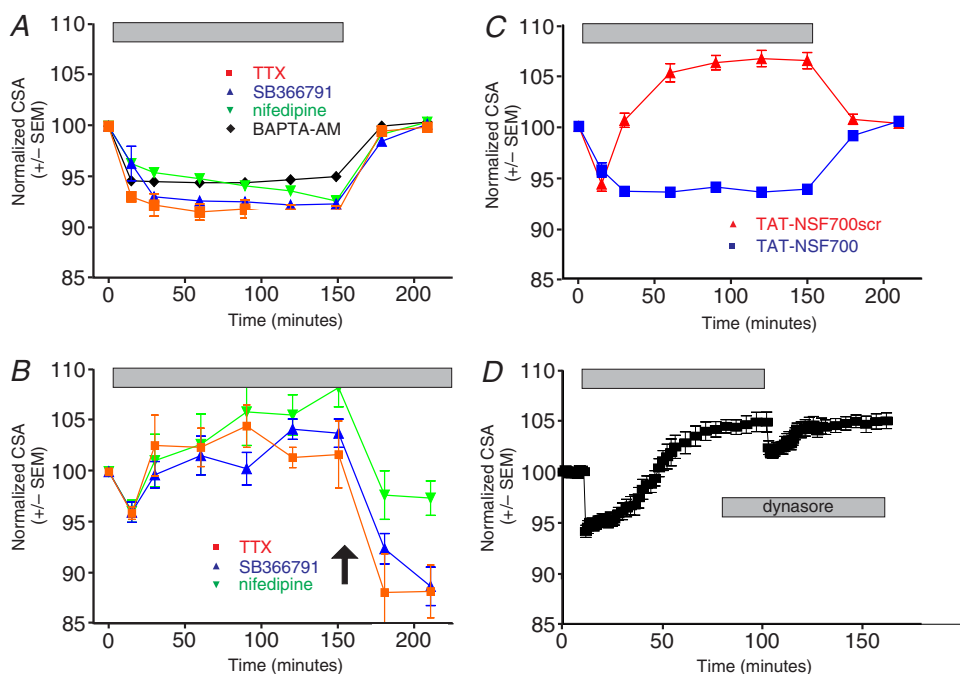 A
110
105
100
95
90
85
Normalized CSA
(+/– SEM)
TTX
SB366791
nifedipine
BAPTA-AM
0
50
100
150
200
Time (minutes)
C
110
105
100
95
90
85
Normalized CSA
(+/– SEM)
TAT-NSF700scr
TAT-NSF700
0
50
100
150
200
Time (minutes)
B
110
105
100
95
90
85
Normalized CSA
(+/– SEM)
TTX
SB366791
nifedipine
0
50
100
150
200
Time (minutes)
D
110
105
100
95
90
85
Normalized CSA
(+/– SEM)
dynasore
0
50
100
150
Time (minutes)